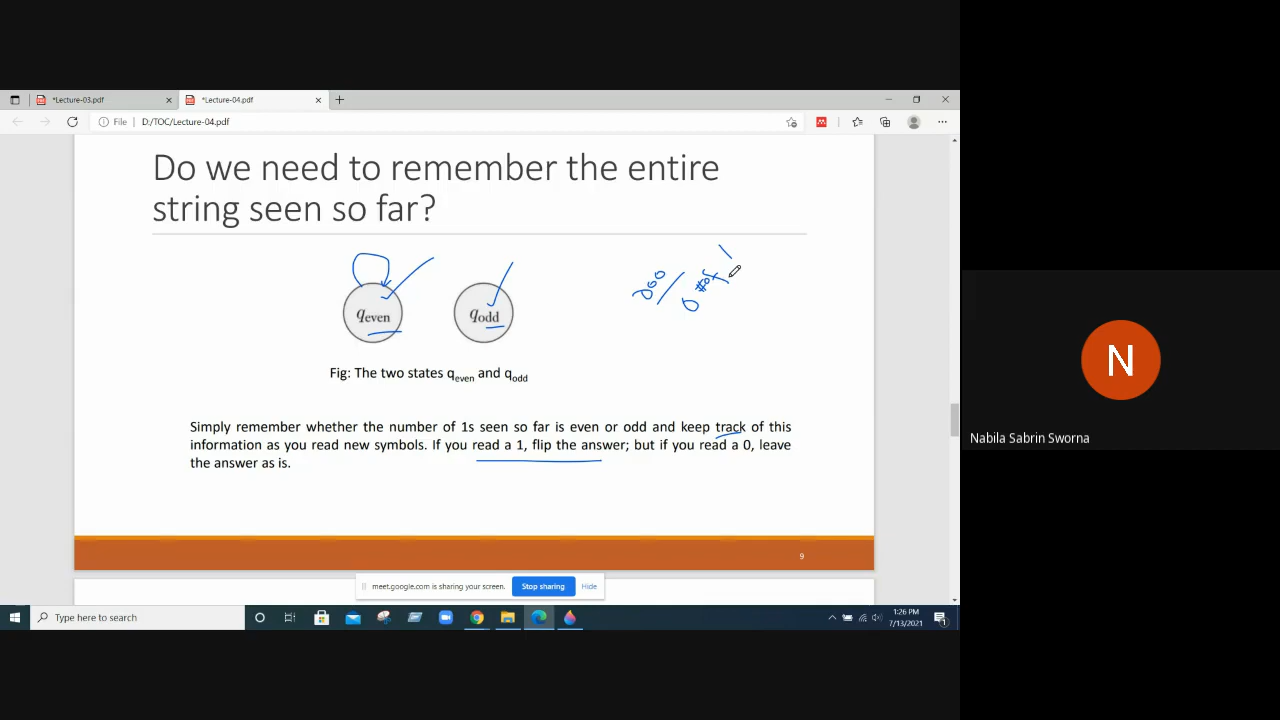 *Lecture-03.pdf
*Lecture-04.pdf
File
D:/TOC/Lecture-04.pdf
Do we need to remember the entire
string seen so far?
000
0 #of 1
qeven
qodd
Fig: The two states qeven and qodd
Simply remember whether the number of 1s seen so far is even or odd and keep track of this
information as you read new symbols. If you read a 1, flip the answer; but if you read a 0, leave
the answer as is.
9
meet.google.com is sharing your screen.
Stop sharing
Hide
Type here to search
1:26 PM
7/13/2021
1
N
Nabila Sabrin Sworna